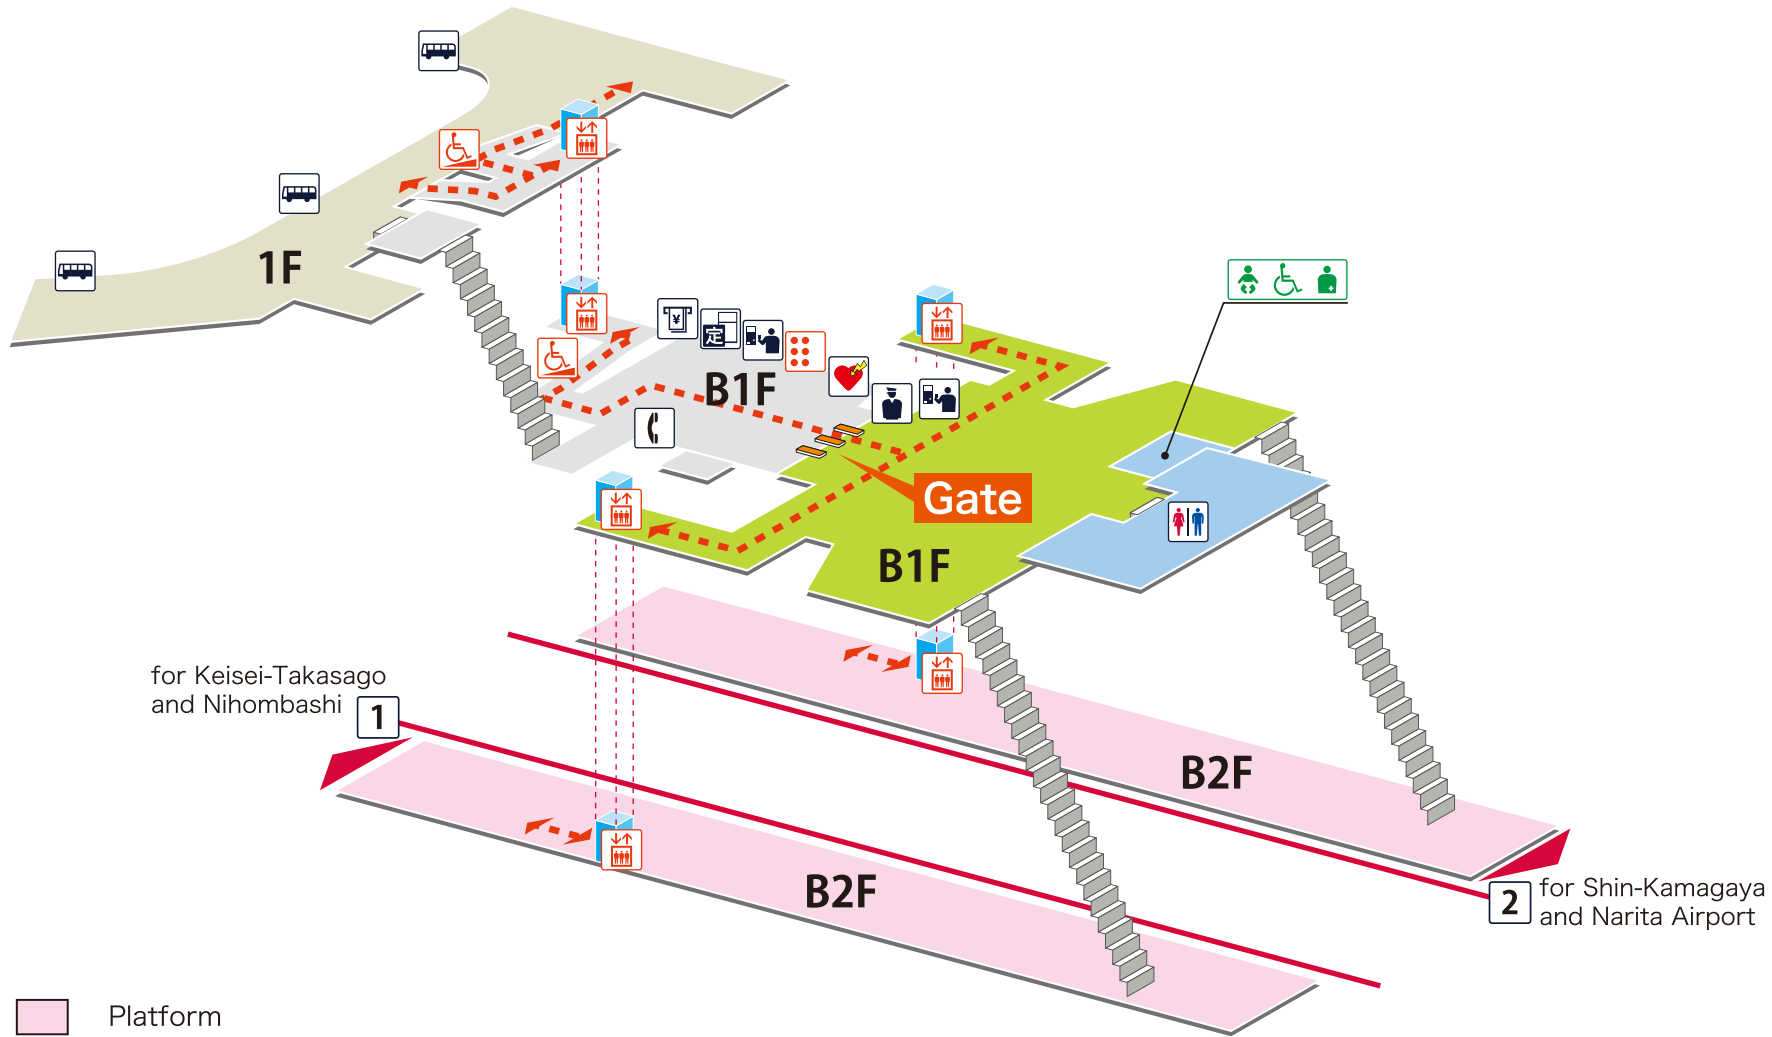 1F
¥
定
B1F
Gate
B1F
for Keisei-Takasago
and Nihombashi
1
B2F
B2F
2
for Shin-Kamagaya
and Narita Airport
Platform